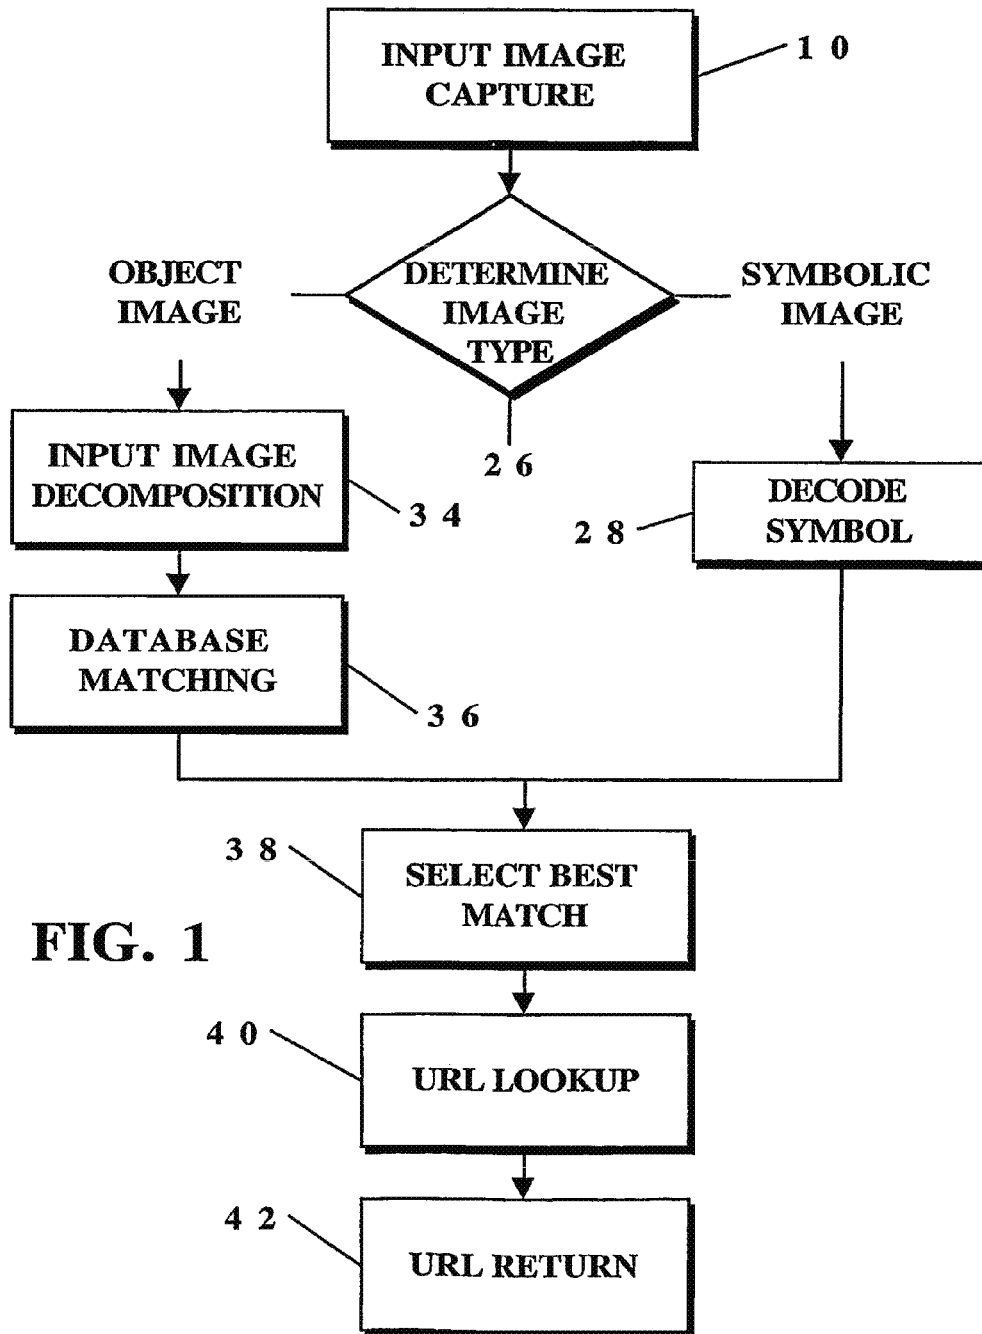 INPUT IMAGE
CAPTURE
1 0
OBJECT
IMAGE
DETERMINE
IMAGE
TYPE
SYMBOLIC
IMAGE
2 6
INPUT IMAGE
DECOMPOSITION
3 4
2 8
DECODE
SYMBOL
DATABASE
MATCHING
3 6
3 8
SELECT BEST
MATCH
FIG. 1
4 0
URL LOOKUP
4 2
URL RETURN